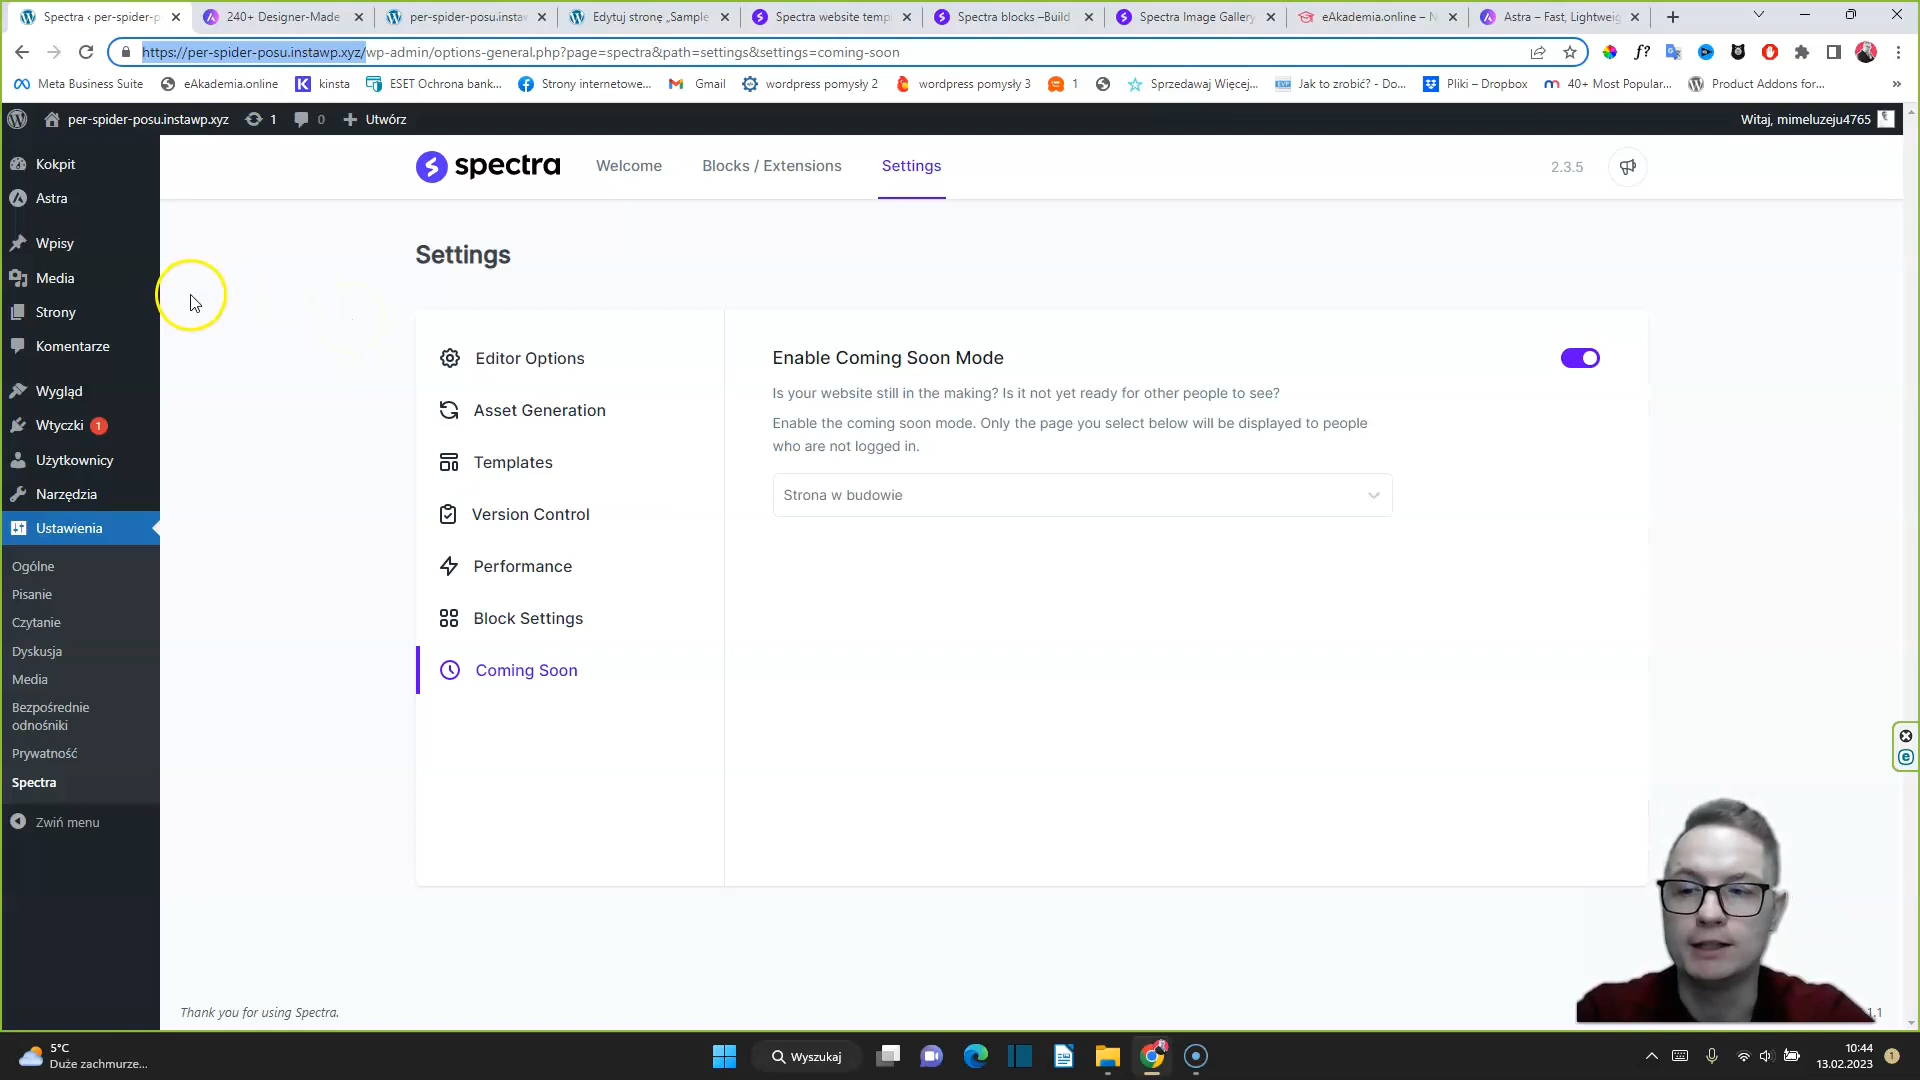 Spectra ‹ per-spider-p
240+ Designer-Made
per-spider-posu.instaw
Edytuj stronę „Sample
Spectra website templ
Spectra blocks –Build
Spectra Image Gallery
eAkademia.online – N
Astra – Fast, Lightweig
https://per-spider-posu.instawp.xyz/wp-admin/options-general.php?page=spectra&path=settings&settings=coming-soon
Meta Business Suite
eAkademia.online
kinsta
ESET Ochrona bank...
Strony internetowe...
Gmail
wordpress pomysły 2
wordpress pomysły 3
1
Sprzedawaj Więcej,...
Jak to zrobić? - Do...
Pliki – Dropbox
40+ Most Popular...
Product Addons for...
per-spider-posu.instawp.xyz
1
0
Utwórz
Witaj, mimeluzeju4765
Kokpit
Astra
Wpisy
Media
Strony
Komentarze
Wygląd
Wtyczki 1
Użytkownicy
Narzędzia
Ustawienia
Ogólne
Pisanie
Czytanie
Dyskusja
Media
Bezpośrednie
odnośniki
Prywatność
Spectra
Zwiń menu
spectra
Welcome
Blocks / Extensions
Settings
2.3.5
Settings
Editor Options
Asset Generation
Templates
Version Control
Performance
Block Settings
Coming Soon
Enable Coming Soon Mode
Is your website still in the making? Is it not yet ready for other people to see?
Enable the coming soon mode. Only the page you select below will be displayed to people
who are not logged in.
Strona w budowie
Thank you for using Spectra.
5°C
Duże zachmurze...
Wyszukaj
10:44
13.02.2023
1